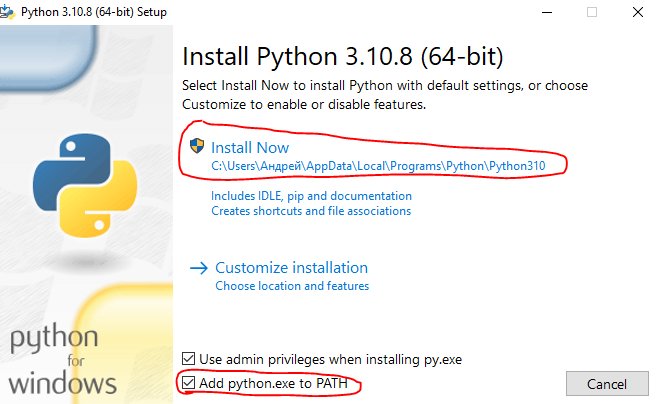 Python 3.10.8 (64-bit) Setup
Install Python 3.10.8 (64-bit)
Select Install Now to install Python with default settings, or choose
Customize to enable or disable features.
Install Now
C:\Users\Андрей\AppData\Local\Programs\Python\Python310
Includes IDLE, pip and documentation
Creates shortcuts and file associations
Customize installation
Choose location and features
python
for
windows
Use admin privileges when installing py.exe
Add python.exe to PATH
Cancel